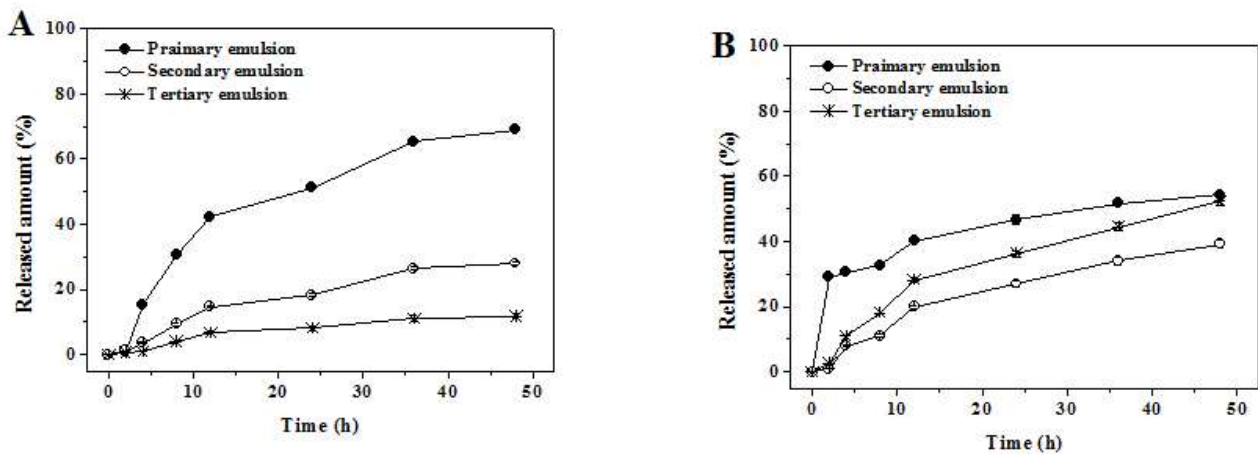 A
100
80
60
40
20
0
Released amount (%)
Praimary emulsion
Secondary emulsion
Tertiary emulsion
0 10 20 30 40 50
Time (h)
B
100
80
60
40
20
0
Released amount (%)
Praimary emulsion
Secondary emulsion
Tertiary emulsion
0 10 20 30 40 50
Time (h)